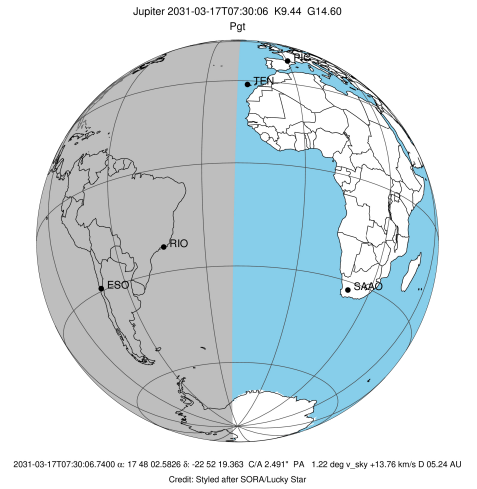 Jupiter 2031-03-17T07:30:06 K9.44 G14.60
Pgt
PIC
TEN
RIO
ESO
SAAO
2031-03-17T07:30:06.7400 α: 17 48 02.5826 δ: -22 52 19.363 C/A 2.491" PA 1.22 deg v_sky +13.76 km/s D 05.24 AU
Credit: Styled after SORA/Lucky Star